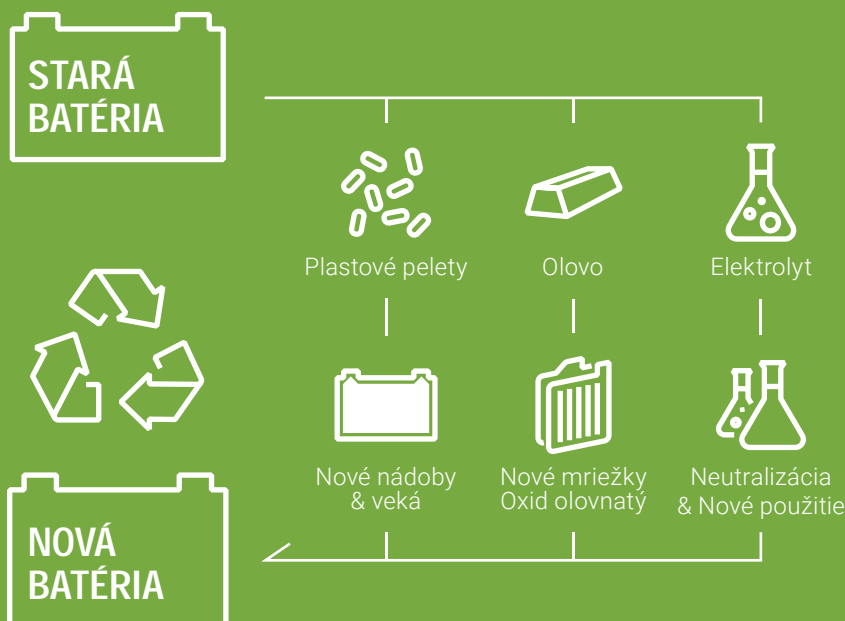 STARÁ
BATÉRIA
Plastové pelety
Olovo
Elektrolyt
Nové nádoby
& veká
Nové mriežky
Oxid olovnatý
Neutralizácia
& Nové použitie
NOVÁ
BATÉRIA